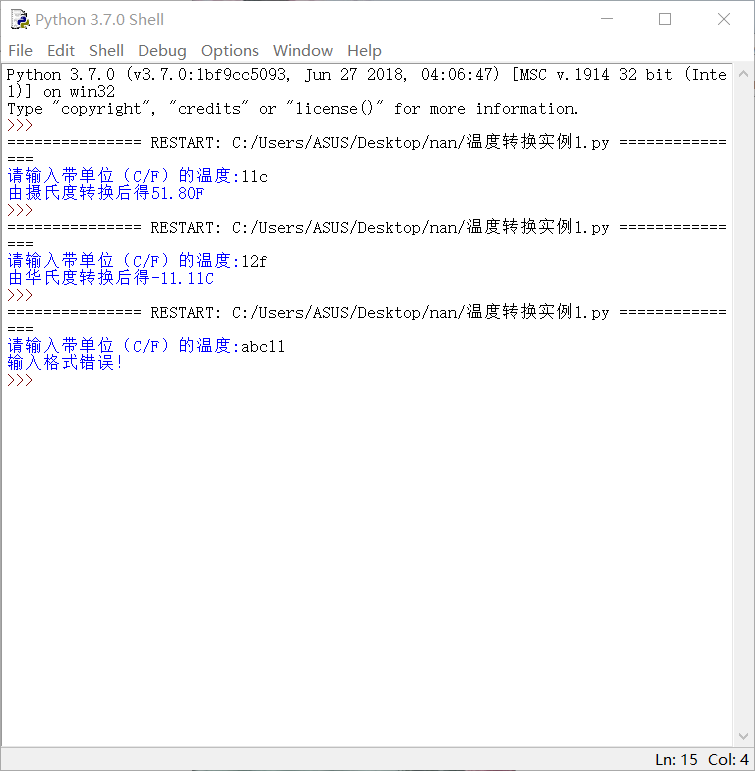 Python 3.7.0 Shell
File Edit Shell Debug Options Window Help
Python 3.7.0 (v3.7.0:1bf9cc5093, Jun 27 2018, 04:06:47) [MSC v.1914 32 bit (Inte
l)] on win32
Type "copyright", "credits" or "license()" for more information.
>>>
=============== RESTART: C:/Users/ASUS/Desktop/nan/温度转换实例1.py ============
===
请输入带单位（C/F）的温度:11c
由摄氏度转换后得51.80F
>>>
=============== RESTART: C:/Users/ASUS/Desktop/nan/温度转换实例1.py ============
===
请输入带单位（C/F）的温度:12f
由华氏度转换后得-11.11C
>>>
=============== RESTART: C:/Users/ASUS/Desktop/nan/温度转换实例1.py ============
===
请输入带单位（C/F）的温度:abc11
输入格式错误!
>>>
Ln: 15 Col: 4